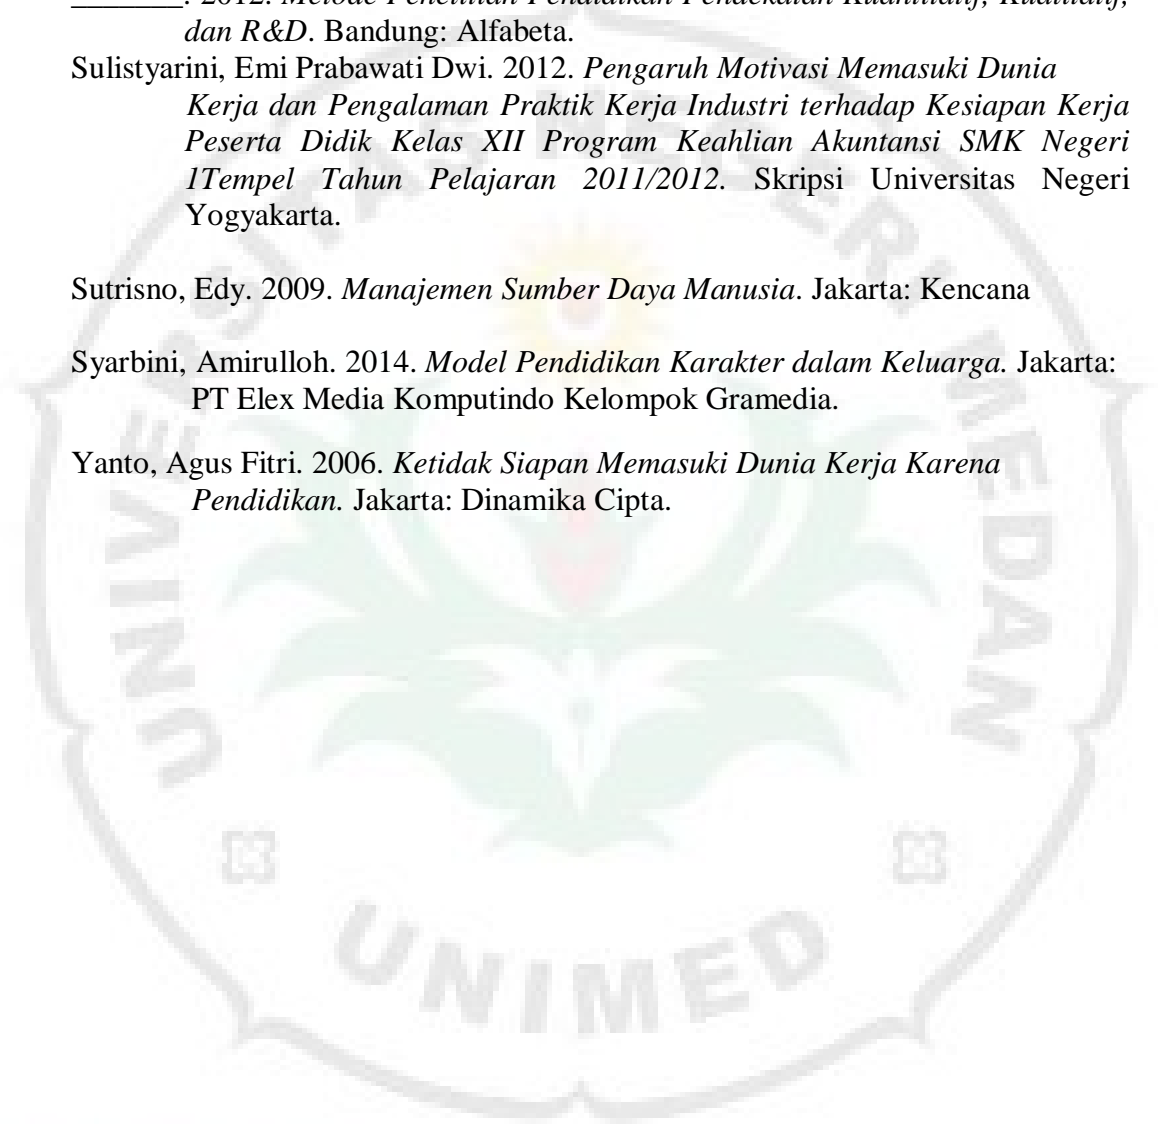 _______. 2012. Metode Penelitian Pendidikan Pendekatan Kuantitatif, Kualitatif,
dan R&D. Bandung: Alfabeta.
Sulistyarini, Emi Prabawati Dwi. 2012. Pengaruh Motivasi Memasuki Dunia
Kerja dan Pengalaman Praktik Kerja Industri terhadap Kesiapan Kerja
Peserta Didik Kelas XII Program Keahlian Akuntansi SMK Negeri
1Tempel Tahun Pelajaran 2011/2012. Skripsi Universitas Negeri
Yogyakarta.
Sutrisno, Edy. 2009. Manajemen Sumber Daya Manusia. Jakarta: Kencana
Syarbini, Amirulloh. 2014. Model Pendidikan Karakter dalam Keluarga. Jakarta:
PT Elex Media Komputindo Kelompok Gramedia.
Yanto, Agus Fitri. 2006. Ketidak Siapan Memasuki Dunia Kerja Karena
Pendidikan. Jakarta: Dinamika Cipta.
UNIVERSITAS NEGERI MEDAN
UNIMED